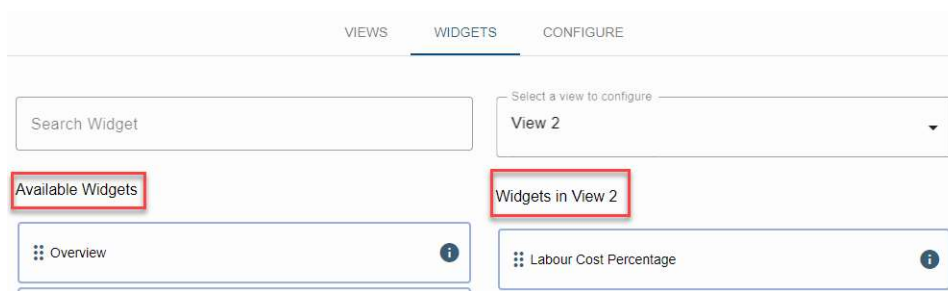 VIEWS WIDGETS CONFIGURE
Search Widget
Select a view to configure
View 2
Available Widgets
Widgets in View 2
Overview
Labour Cost Percentage